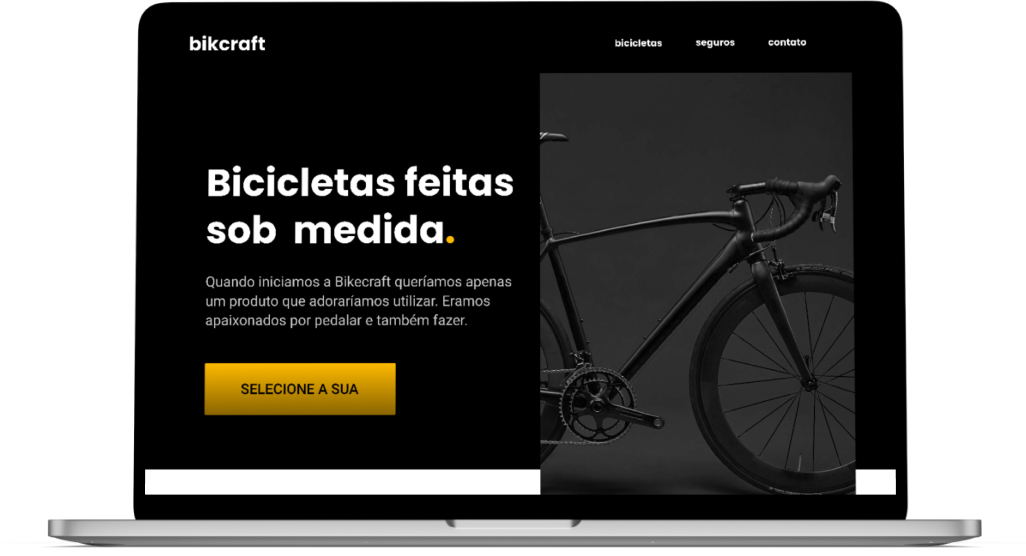 bikcraft
bicicletas seguros contato
Bicicletas feitas
sob medida.
Quando iniciamos a Bikecraft queríamos apenas
um produto que adoraríamos utilizar. Eramos
apaixonados por pedalar e também fazer.
SELECIONE A SUA